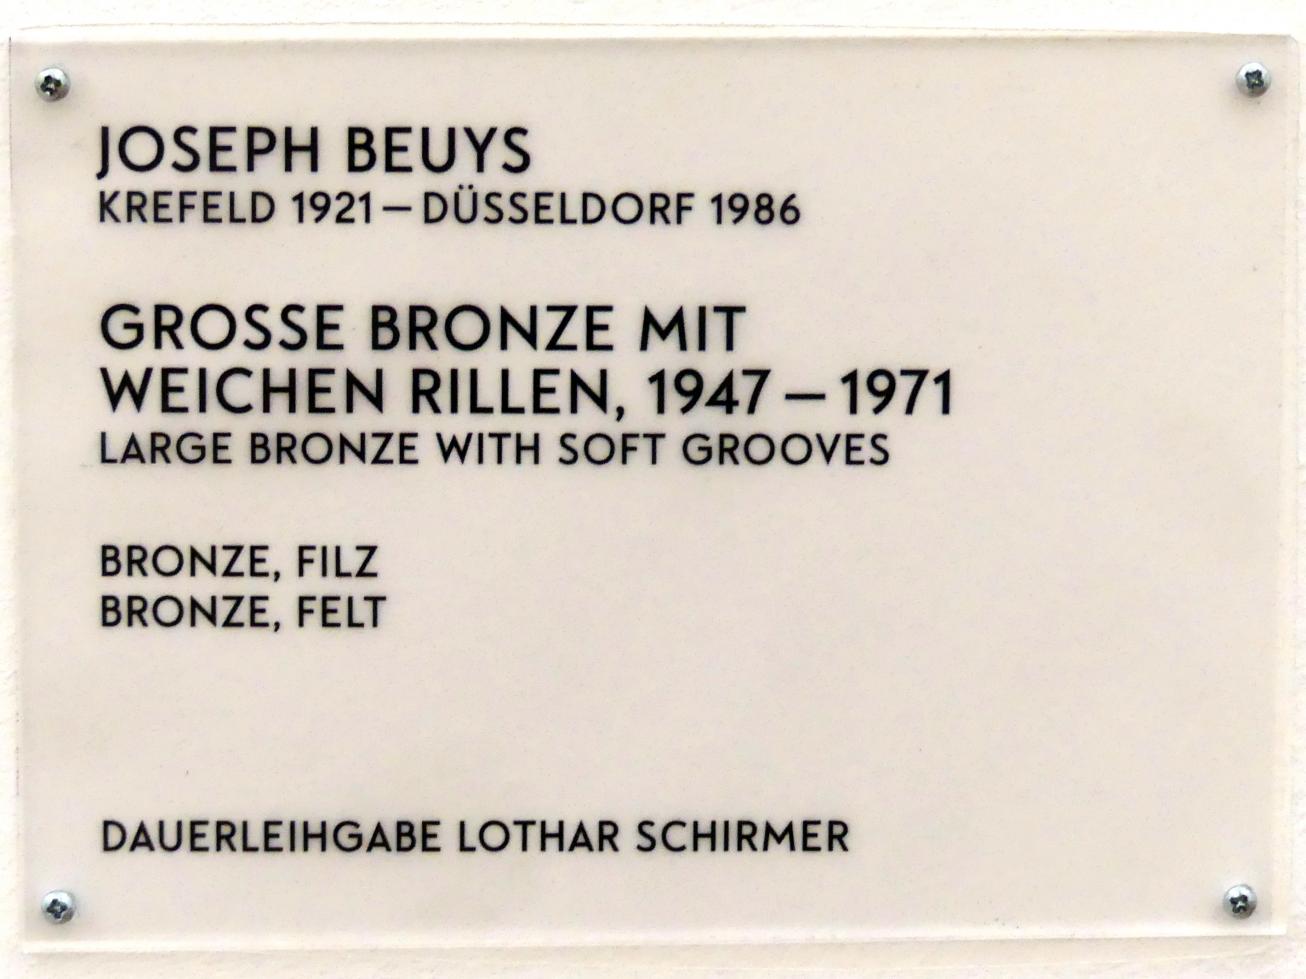 JOSEPH BEUYS
KREFELD 1921 – DÜSSELDORF 1986
GROSSE BRONZE MIT
WEICHEN RILLEN, 1947 – 1971
LARGE BRONZE WITH SOFT GROOVES
BRONZE, FILZ
BRONZE, FELT
DAUERLEIHGABE LOTHAR SCHIRMER